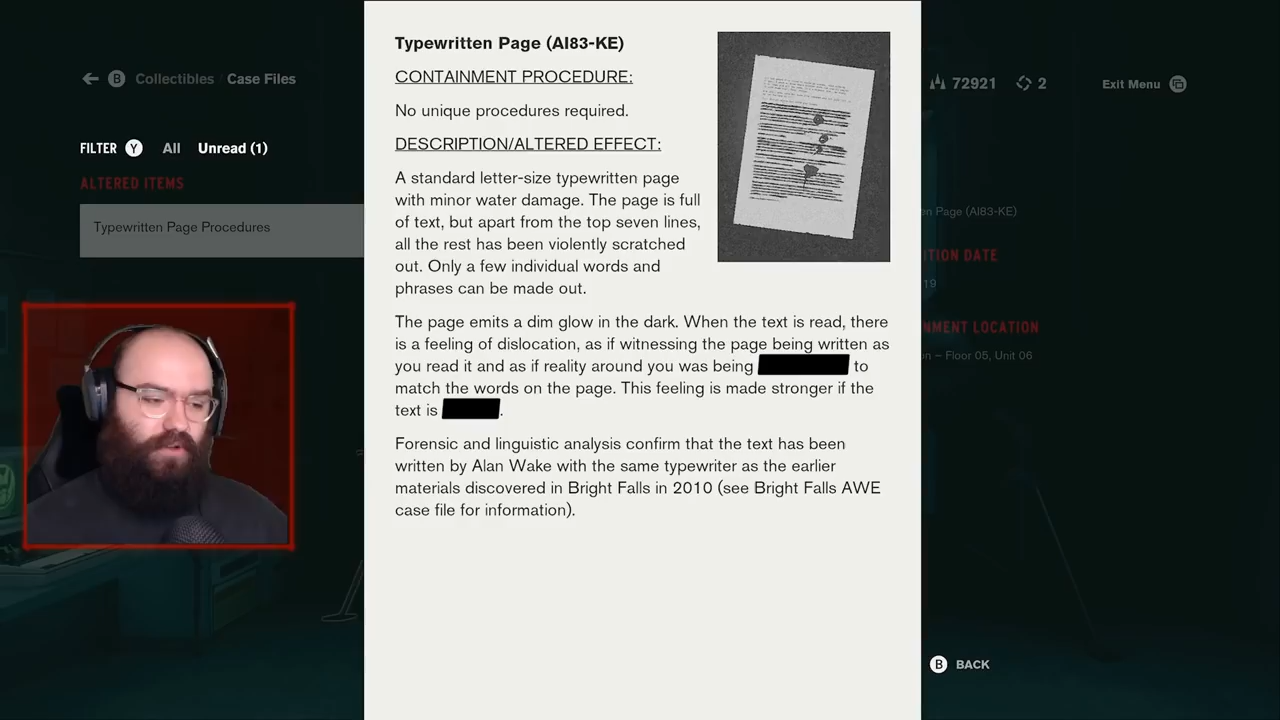 Typewritten Page (AI83-KE)
CONTAINMENT PROCEDURE:
No unique procedures required.
DESCRIPTION/ALTERED EFFECT:
A standard letter-size typewritten page
with minor water damage. The page is full
of text, but apart from the top seven lines,
all the rest has been violently scratched
out. Only a few individual words and
phrases can be made out.
The page emits a dim glow in the dark. When the text is read, there
is a feeling of dislocation, as if witnessing the page being written as
you read it and as if reality around you was being to
match the words on the page. This feeling is made stronger if the
text is .
Forensic and linguistic analysis confirm that the text has been
written by Alan Wake with the same typewriter as the earlier
materials discovered in Bright Falls in 2010 (see Bright Falls AWE
case file for information).
B Collectibles Case Files
FILTER Y All Unread (1)
ALTERED ITEMS
Typewritten Page Procedures
72921 2 Exit Menu
Page (AI83-KE)
ITION DATE
19
NMENT LOCATION
– Floor 05, Unit 06
B BACK